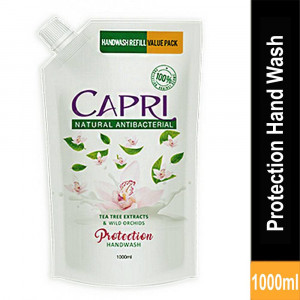 HANDWASH REFILL VALUE PACK
100%
CAPRI
NATURAL ANTIBACTERIAL
TEA TREE EXTRACTS
& WILD ORCHIDS
Protection
HANDWASH
1000ml
Protection Hand Wash
1000ml